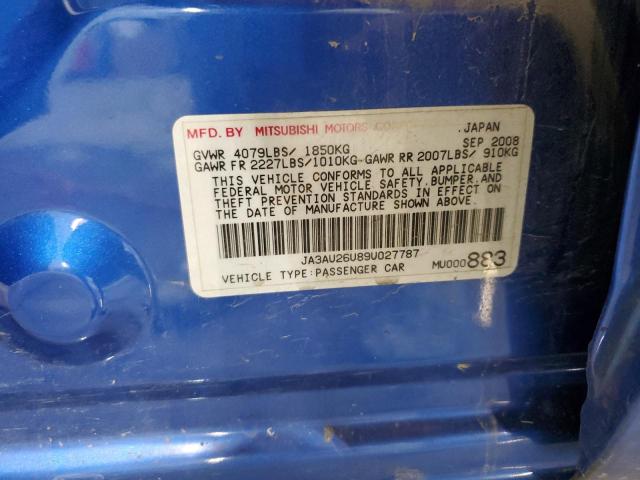 MFD. BY MITSUBISHI MOTORS CORP. JAPAN
GVWR 4079LBS/ 1850KG SEP 2008
GAWR FR 2227LBS/1010KG GAWR RR 2007LBS/ 910KG
THIS VEHICLE CONFORMS TO ALL APPLICABLE
FEDERAL MOTOR VEHICLE SAFETY, BUMPER, AND
THEFT PREVENTION STANDARDS IN EFFECT ON
THE DATE OF MANUFACTURE SHOWN ABOVE.
JA3AU26U89U027787
VEHICLE TYPE:PASSENGER CAR MU000883